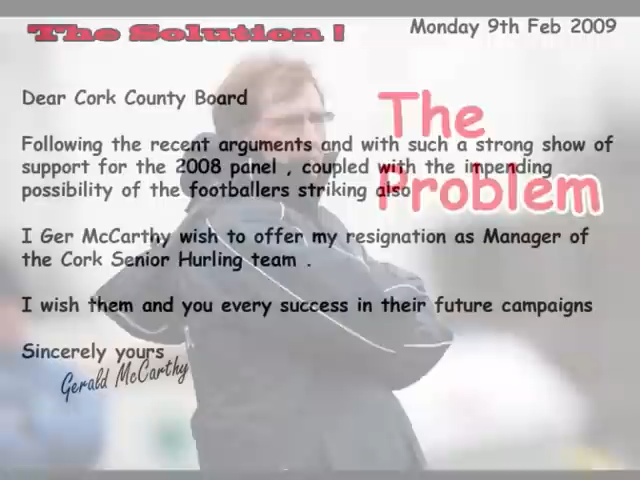 The Solution !
Monday 9th Feb 2009
The
Problem
Dear Cork County Board
Following the recent arguments and with such a strong show of
support for the 2008 panel , coupled with the impending
possibility of the footballers striking also
I Ger McCarthy wish to offer my resignation as Manager of
the Cork Senior Hurling team .
I wish them and you every success in their future campaigns
Sincerely yours
Gerald McCarthy